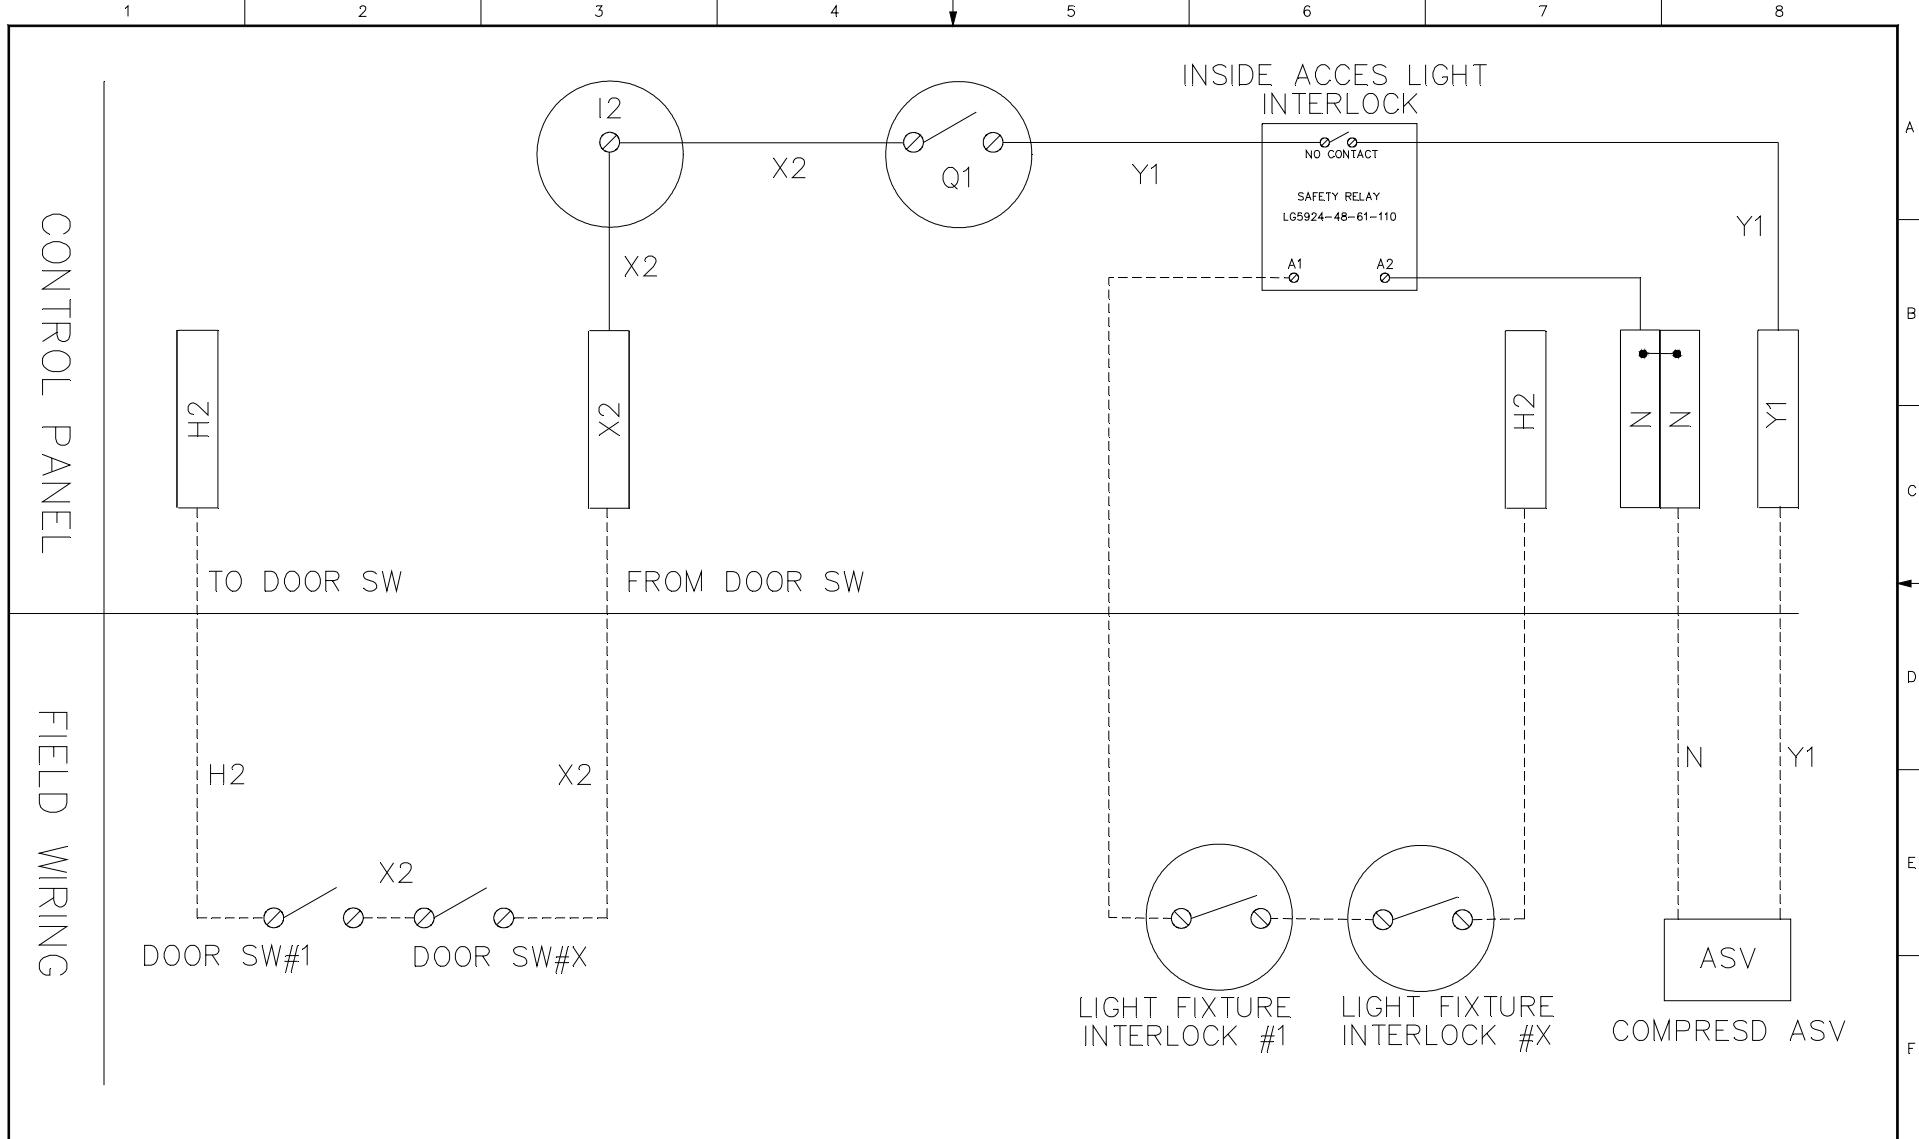 1 2 3 4 5 6 7 8
INSIDE ACCES LIGHT
INTERLOCK
I2
A
NO CONTACT
X2
Q1
Y1
SAFETY RELAY
LG5924-48-61-110
Y1
X2
A1
A2
B
CONTROL PANEL
H2
X2
H2
N
N
Y1
C
TO DOOR SW
FROM DOOR SW
D
FIELD WIRING
H2
X2
N
Y1
X2
E
DOOR SW#1
DOOR SW#X
ASV
LIGHT FIXTURE
INTERLOCK #1
LIGHT FIXTURE
INTERLOCK #X
COMPRESD ASV
F